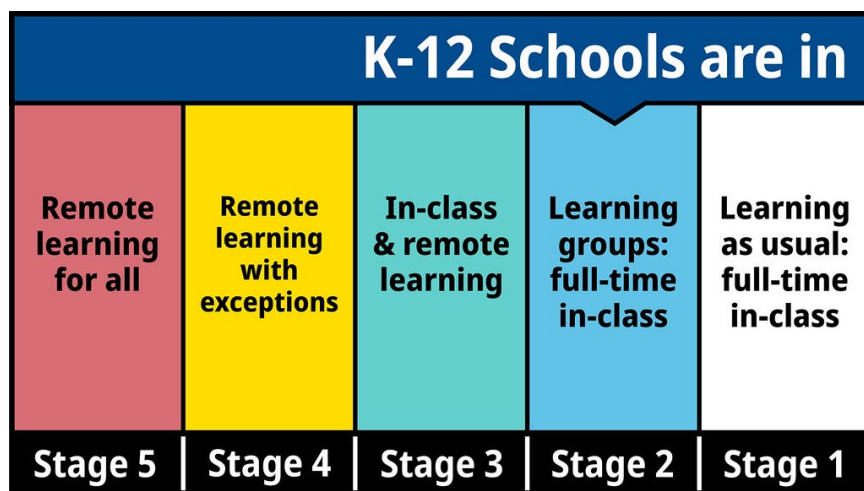 K-12 Schools are in
Remote
learning
for all
Remote
learning
with
exceptions
In-class
& remote
learning
Learning
groups:
full-time
in-class
Learning
as usual:
full-time
in-class
Stage 5
Stage 4
Stage 3
Stage 2
Stage 1